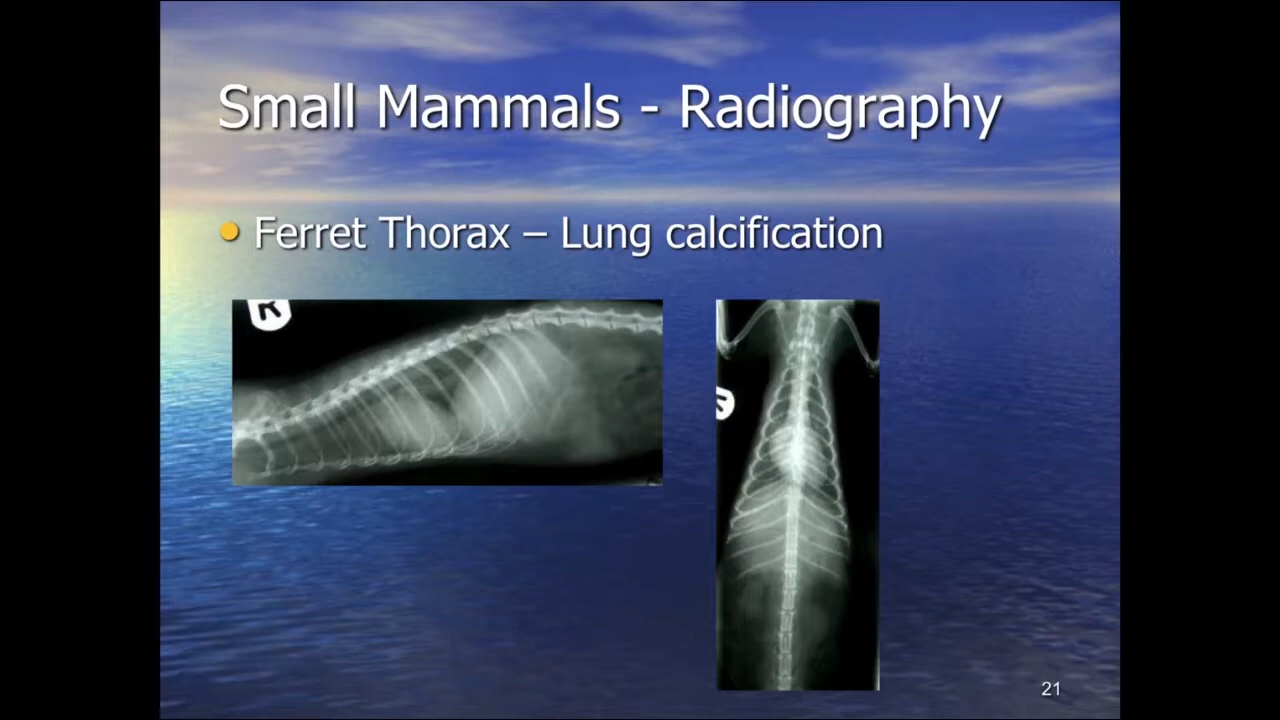 Small Mammals - Radiography
Ferret Thorax – Lung calcification
R
21